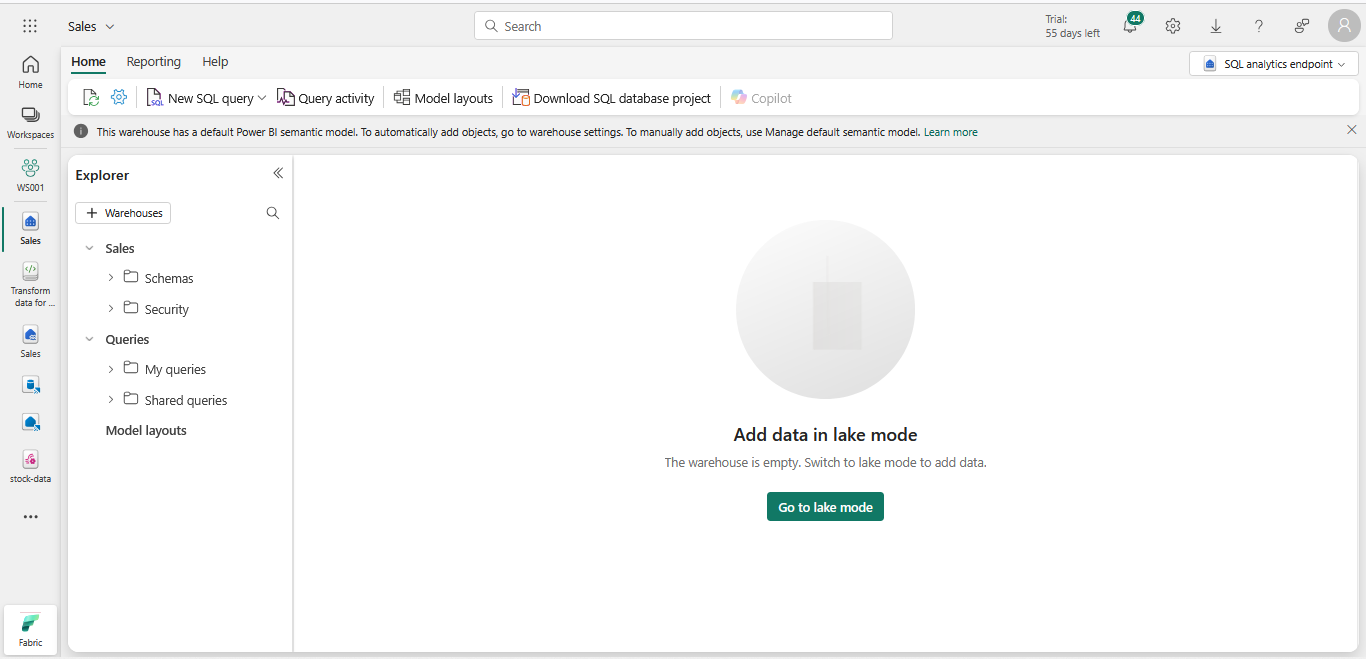 Sales
Search
Trial:
55 days left
44
Home
Reporting
Help
SQL analytics endpoint
New SQL query
Query activity
Model layouts
Download SQL database project
Copilot
This warehouse has a default Power BI semantic model. To automatically add objects, go to warehouse settings. To manually add objects, use Manage default semantic model. Learn more
Home
Workspaces
WS001
Sales
Transform
data for ...
Sales
stock-data
Fabric
Explorer
Warehouses
Sales
Schemas
Security
Queries
My queries
Shared queries
Model layouts
Add data in lake mode
The warehouse is empty. Switch to lake mode to add data.
Go to lake mode